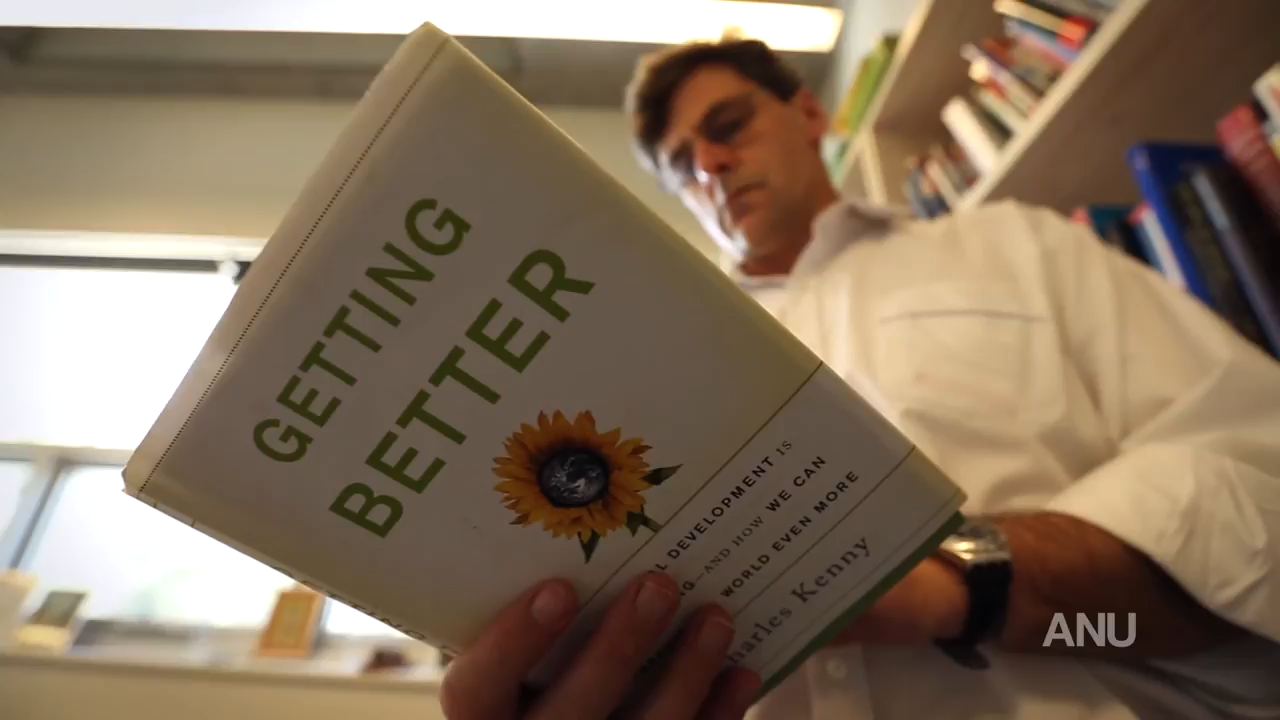 GETTING
BETTER
DEVELOPMENT IS
—AND HOW WE CAN
WORLD EVEN MORE
Kenny
ANU